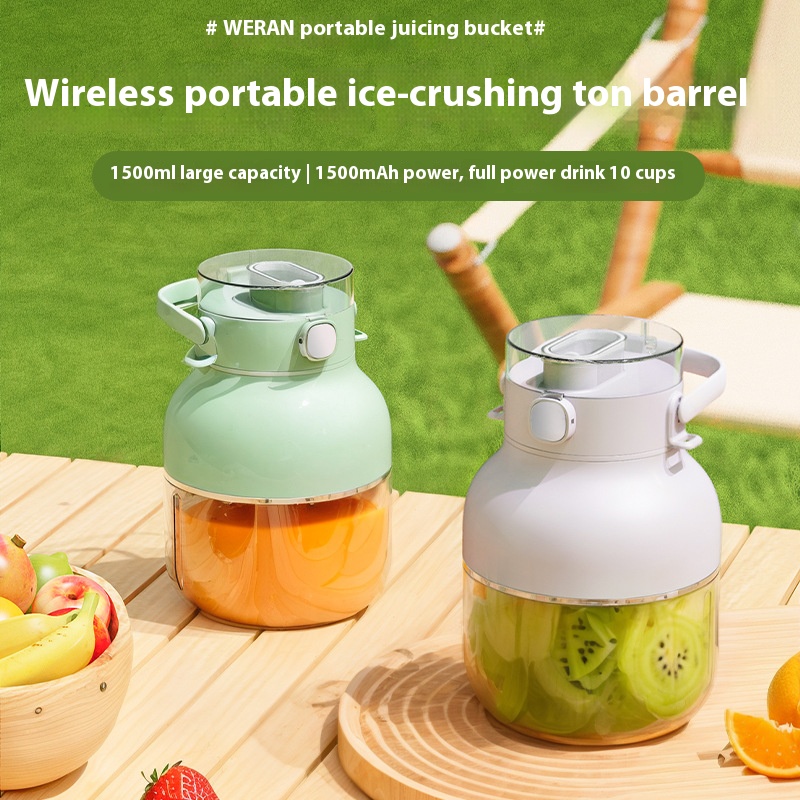 # WERAN portable juicing bucket#
Wireless portable ice-crushing ton barrel
1500ml large capacity | 1500mAh power, full power drink 10 cups